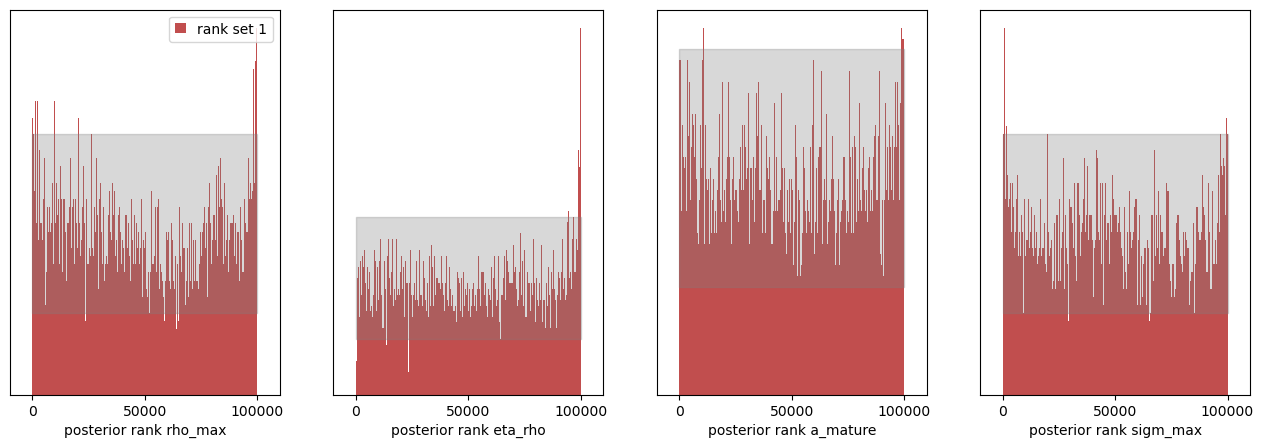 rank set 1
0
50000
100000
posterior rank rho_max
0
50000
100000
posterior rank eta_rho
0
50000
100000
posterior rank a_mature
0
50000
100000
posterior rank sigm_max